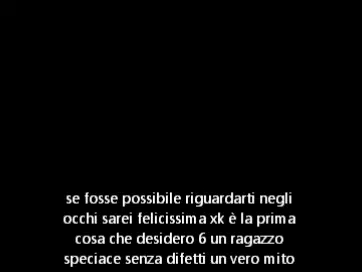 se fosse possibile riguardarti negli
occhi sarei felicissima xk è la prima
cosa che desidero 6 un ragazzo
speciace senza difetti un vero mito